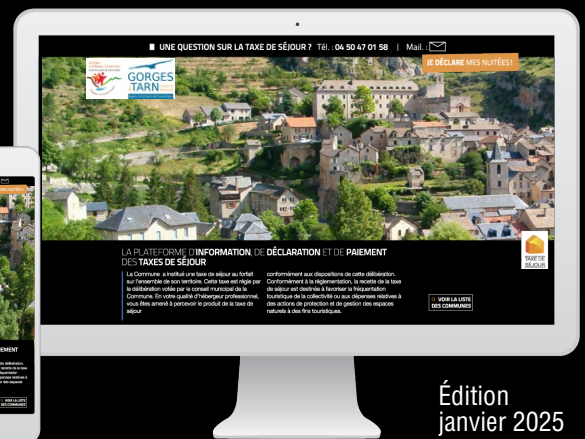 ■ UNE QUESTION SUR LA TAXE DE SÉJOUR ? Tél. : 04 50 47 01 58 | Mail. :
JE DÉCLARE MES NUITÉES !
GORGES
TARN
LA PLATEFORME D'INFORMATION, DE DÉCLARATION ET DE PAIEMENT
DES TAXES DE SÉJOUR
La Commune a institué une taxe de séjour au forfait
sur l'ensemble de son territoire. Cette taxe est régie par
la délibération votée par le conseil municipal de la
Commune. En votre qualité d'hébergeur professionnel,
vous êtes amené à percevoir le produit de la taxe de
séjour
conformément aux dispositions de cette délibération.
Conformément à la réglementation, la recette de la taxe
de séjour est destinée à favoriser la fréquentation
touristique de la collectivité ou aux dépenses relatives à
des actions de protection et de gestion des espaces
naturels à des fins touristiques.
TAXE DE
SÉJOUR
VOIR LA LISTE
DES COMMUNES
EMENT
VOIR LA LISTE
DES COMMUNES
Édition
janvier 2025